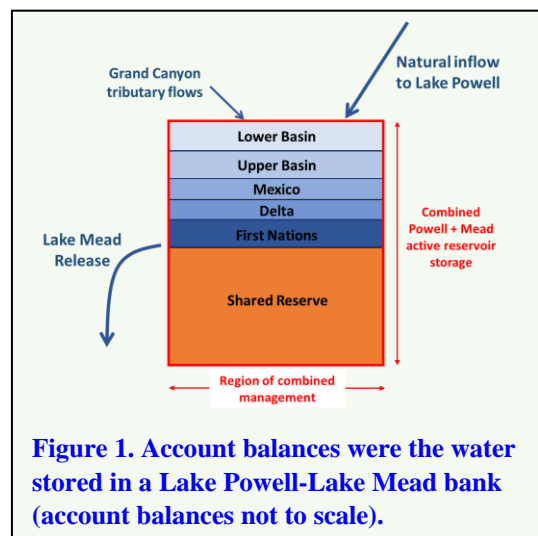 Grand Canyon
tributary flows
Natural inflow
to Lake Powell
Lower Basin
Upper Basin
Mexico
Delta
First Nations
Lake Mead
Release
Combined
Powell + Mead
active reservoir
storage
Shared Reserve
Region of combined
management
Figure 1. Account balances were the water
stored in a Lake Powell-Lake Mead bank
(account balances not to scale).